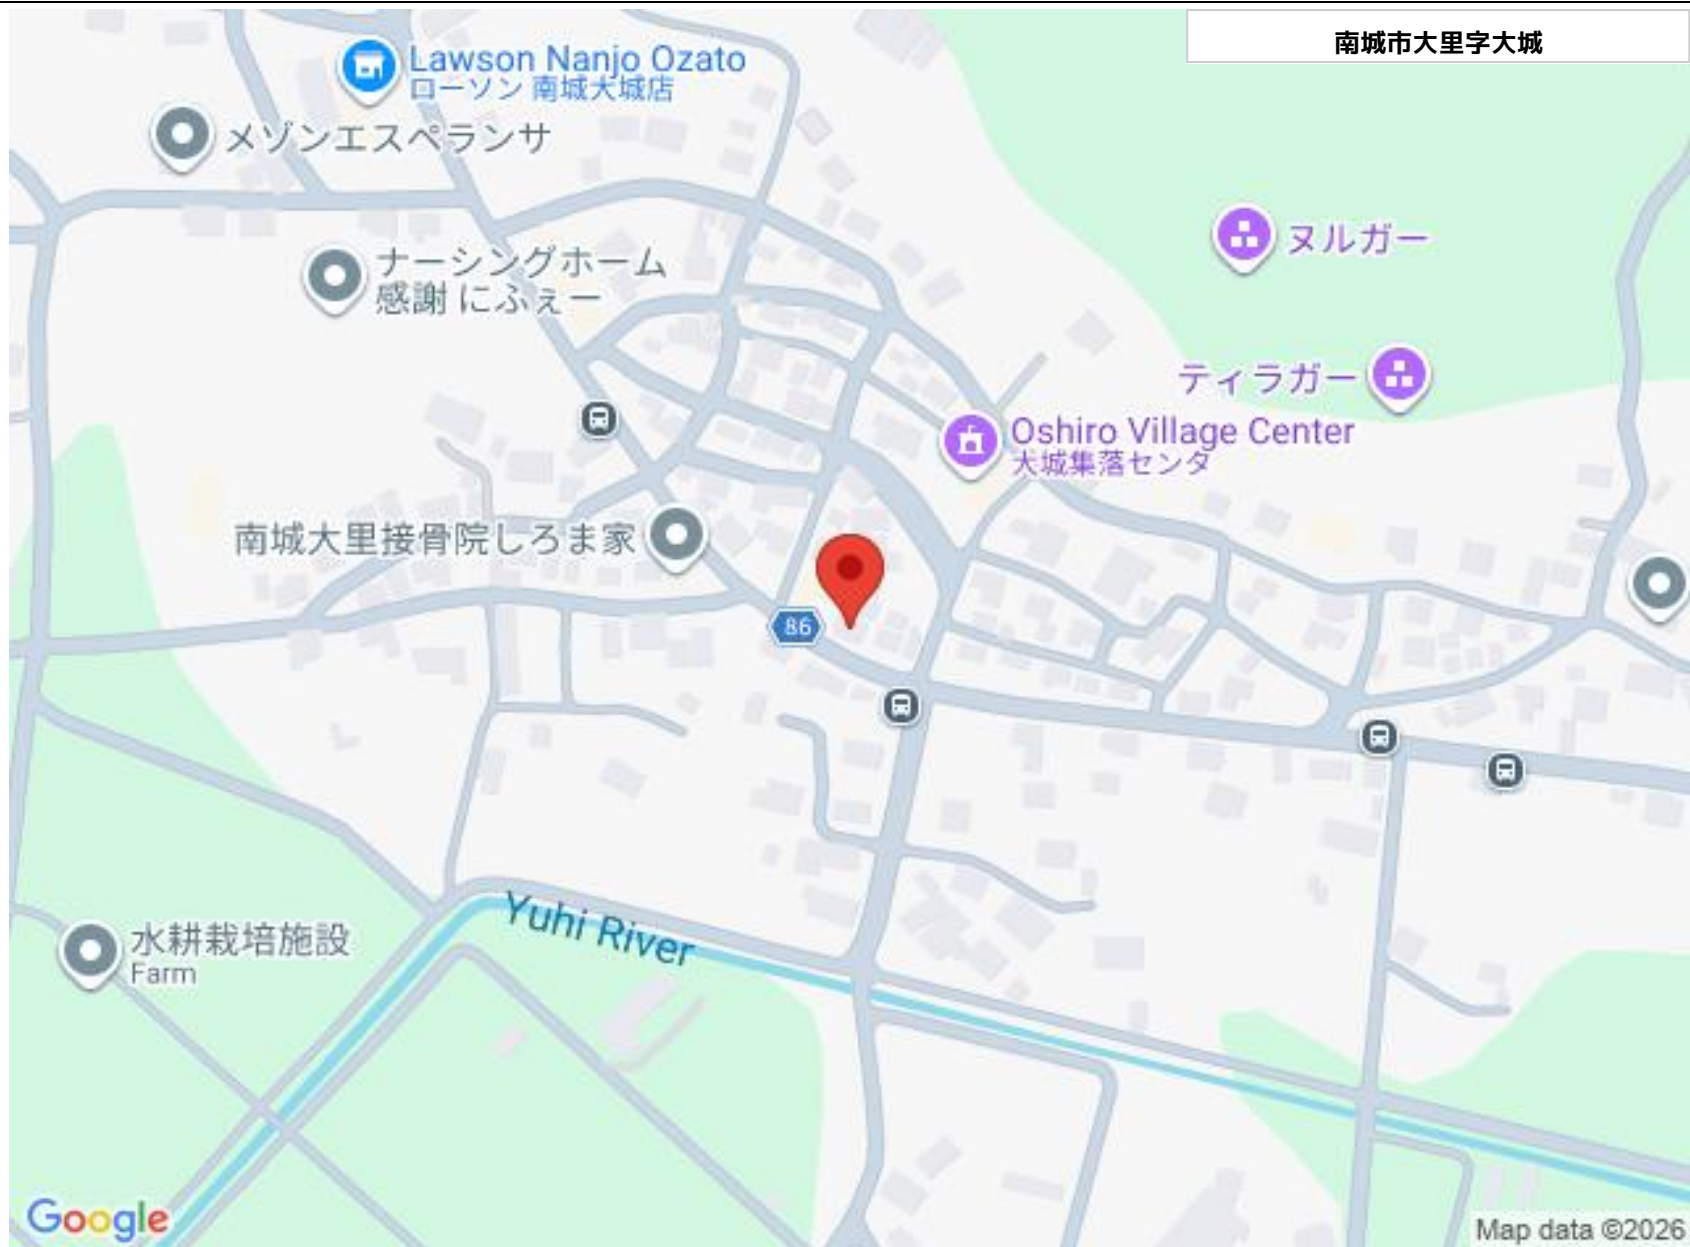 南城市大里字大城
Lawson Nanjo Ozato
ローソン 南城大城店
メゾンエスペランサ
ナーシングホーム
感謝 にふぇー
ヌルガー
ティラガー
Oshiro Village Center
大城集落センタ
南城大里接骨院しろま家
86
Yuhi River
水耕栽培施設
Farm
Google
Map data ©2026